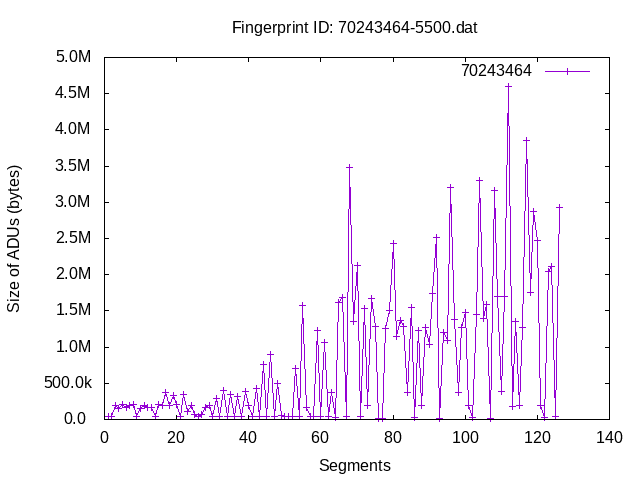 Fingerprint ID: 70243464-5500.dat
70243464
Size of ADUs (bytes)
5.0M
4.5M
4.0M
3.5M
3.0M
2.5M
2.0M
1.5M
1.0M
500.0k
0.0
0 20 40 60 80 100 120 140
Segments